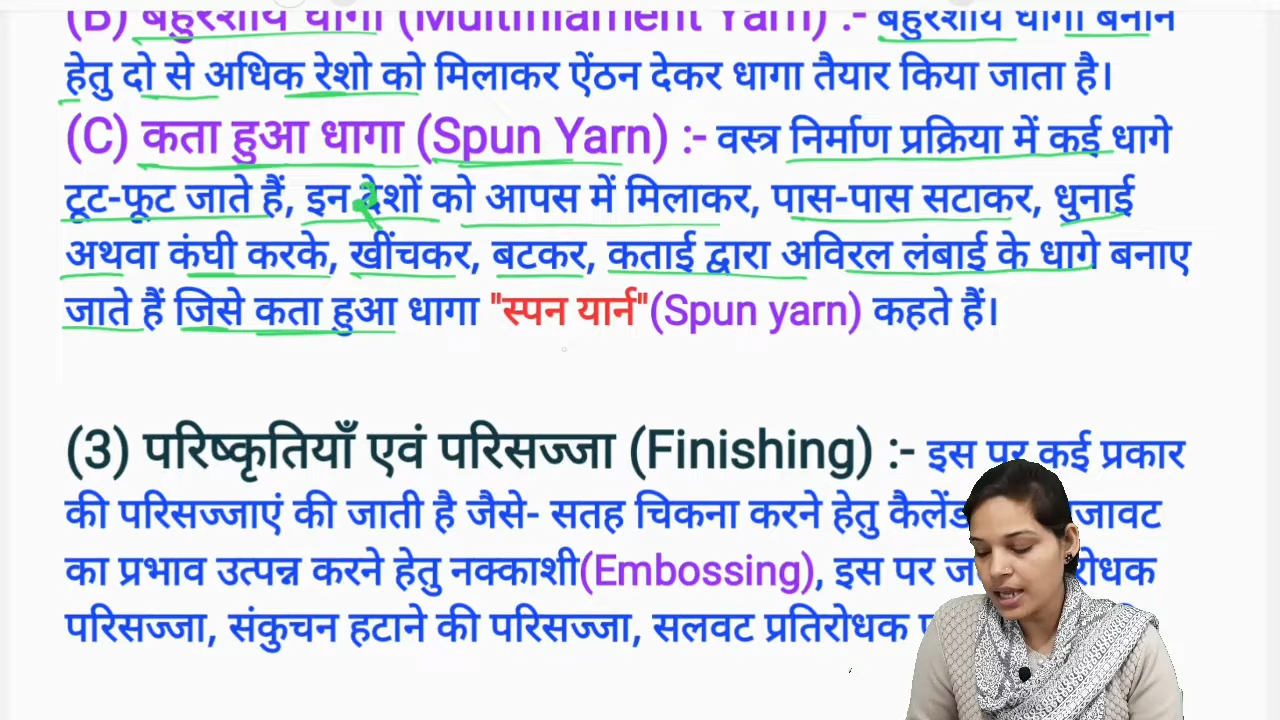 (B) बहुरेशीय धागा (Multifilament Yarn) :- बहुरेशीय धागा बनाने
हेतु दो से अधिक रेशो को मिलाकर ऐंठन देकर धागा तैयार किया जाता है।
(C) कता हुआ धागा (Spun Yarn) :- वस्त्र निर्माण प्रक्रिया में कई धागे
टूट-फूट जाते हैं, इन रेशों को आपस में मिलाकर, पास-पास सटाकर, धुनाई
अथवा कंघी करके, खींचकर, बटकर, कताई द्वारा अविरल लंबाई के धागे बनाए
जाते हैं जिसे कता हुआ धागा "स्पन यार्न"(Spun yarn) कहते हैं।
(3) परिष्कृतियाँ एवं परिसज्जा (Finishing) :- इस पर कई प्रकार
की परिसज्जाएं की जाती है जैसे- सतह चिकना करने हेतु
का प्रभाव उत्पन्न करने हेतु नक्काशी(Embossing), इस पर
परिसज्जा, संकुचन हटाने की परिसज्जा, सलवट प्रतिरोधक